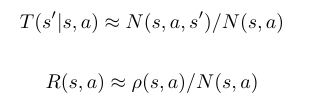 T(s′|s, a) ≈ N(s, a, s′)/N(s, a)
R(s, a) ≈ ρ(s, a)/N(s, a)